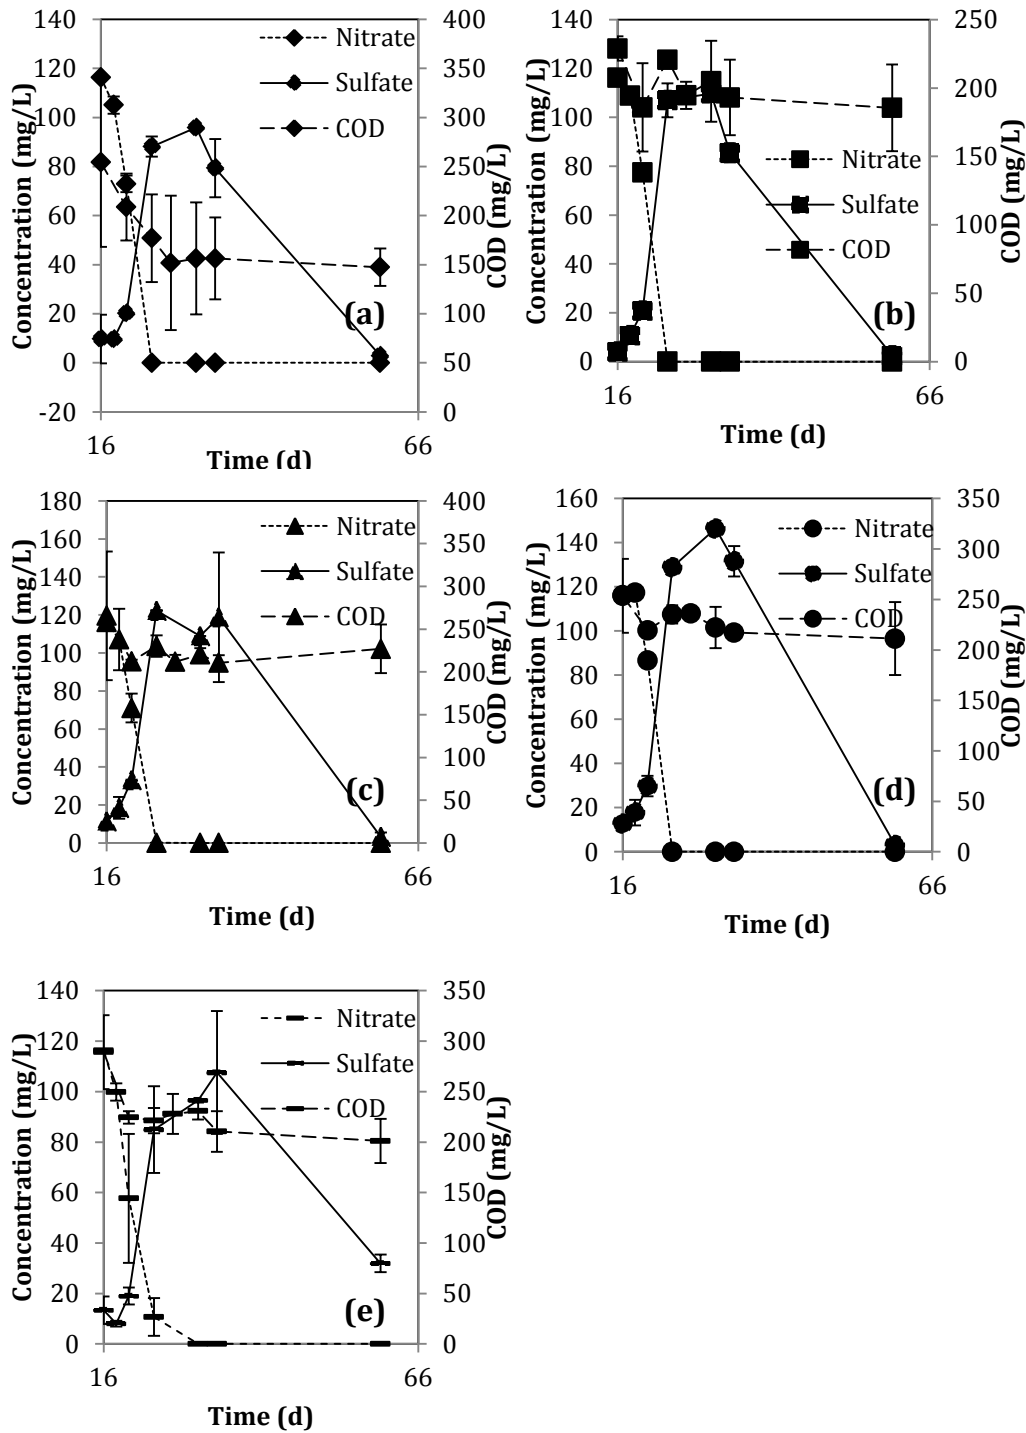 140
120
100
80
60
40
20
0
-20
Concentration (mg/L)
400
350
300
250
200
150
100
50
0
COD (mg/L)
Nitrate
Sulfate
COD
(a)
16
66
Time (d)
140
120
100
80
60
40
20
0
Concentration (mg/L)
250
200
150
100
50
0
COD (mg/L)
Nitrate
Sulfate
COD
(b)
16
66
Time (d)
180
160
140
120
100
80
60
40
20
0
Concentration (mg/L)
400
350
300
250
200
150
100
50
0
COD (mg/L)
Nitrate
Sulfate
COD
(c)
16
66
Time (d)
160
140
120
100
80
60
40
20
0
Concentration (mg/L)
350
300
250
200
150
100
50
0
COD (mg/L)
Nitrate
Sulfate
COD
(d)
16
66
Time (d)
140
120
100
80
60
40
20
0
Concentration (mg/L)
350
300
250
200
150
100
50
0
COD (mg/L)
Nitrate
Sulfate
COD
(e)
16
66
Time (d)